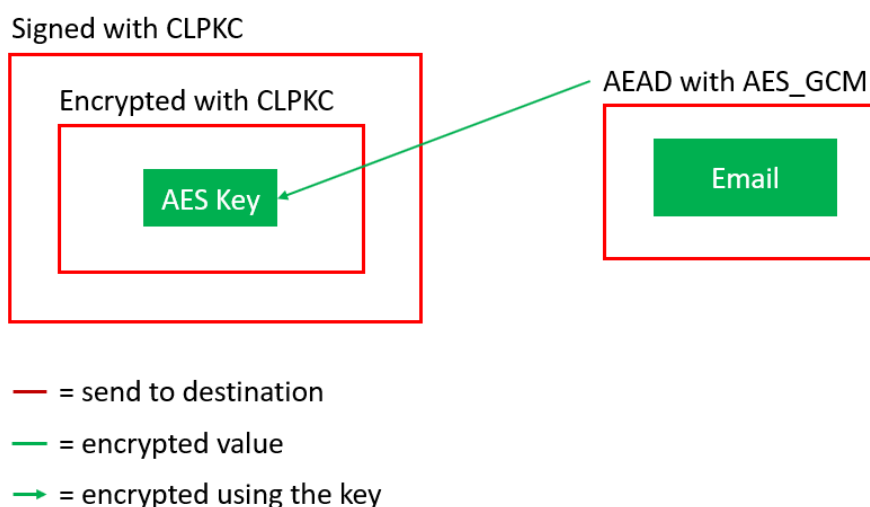 Signed with CLPKC
Encrypted with CLPKC
AES Key
AEAD with AES_GCM
Email
= send to destination
= encrypted value
= encrypted using the key